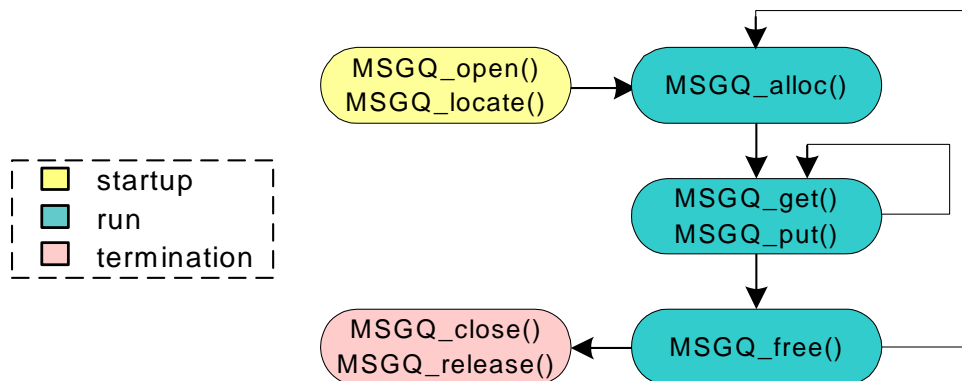 MSGQ_open()
MSGQ_locate()
MSGQ_alloc()
startup
run
termination
MSGQ_get()
MSGQ_put()
MSGQ_close()
MSGQ_release()
MSGQ_free()